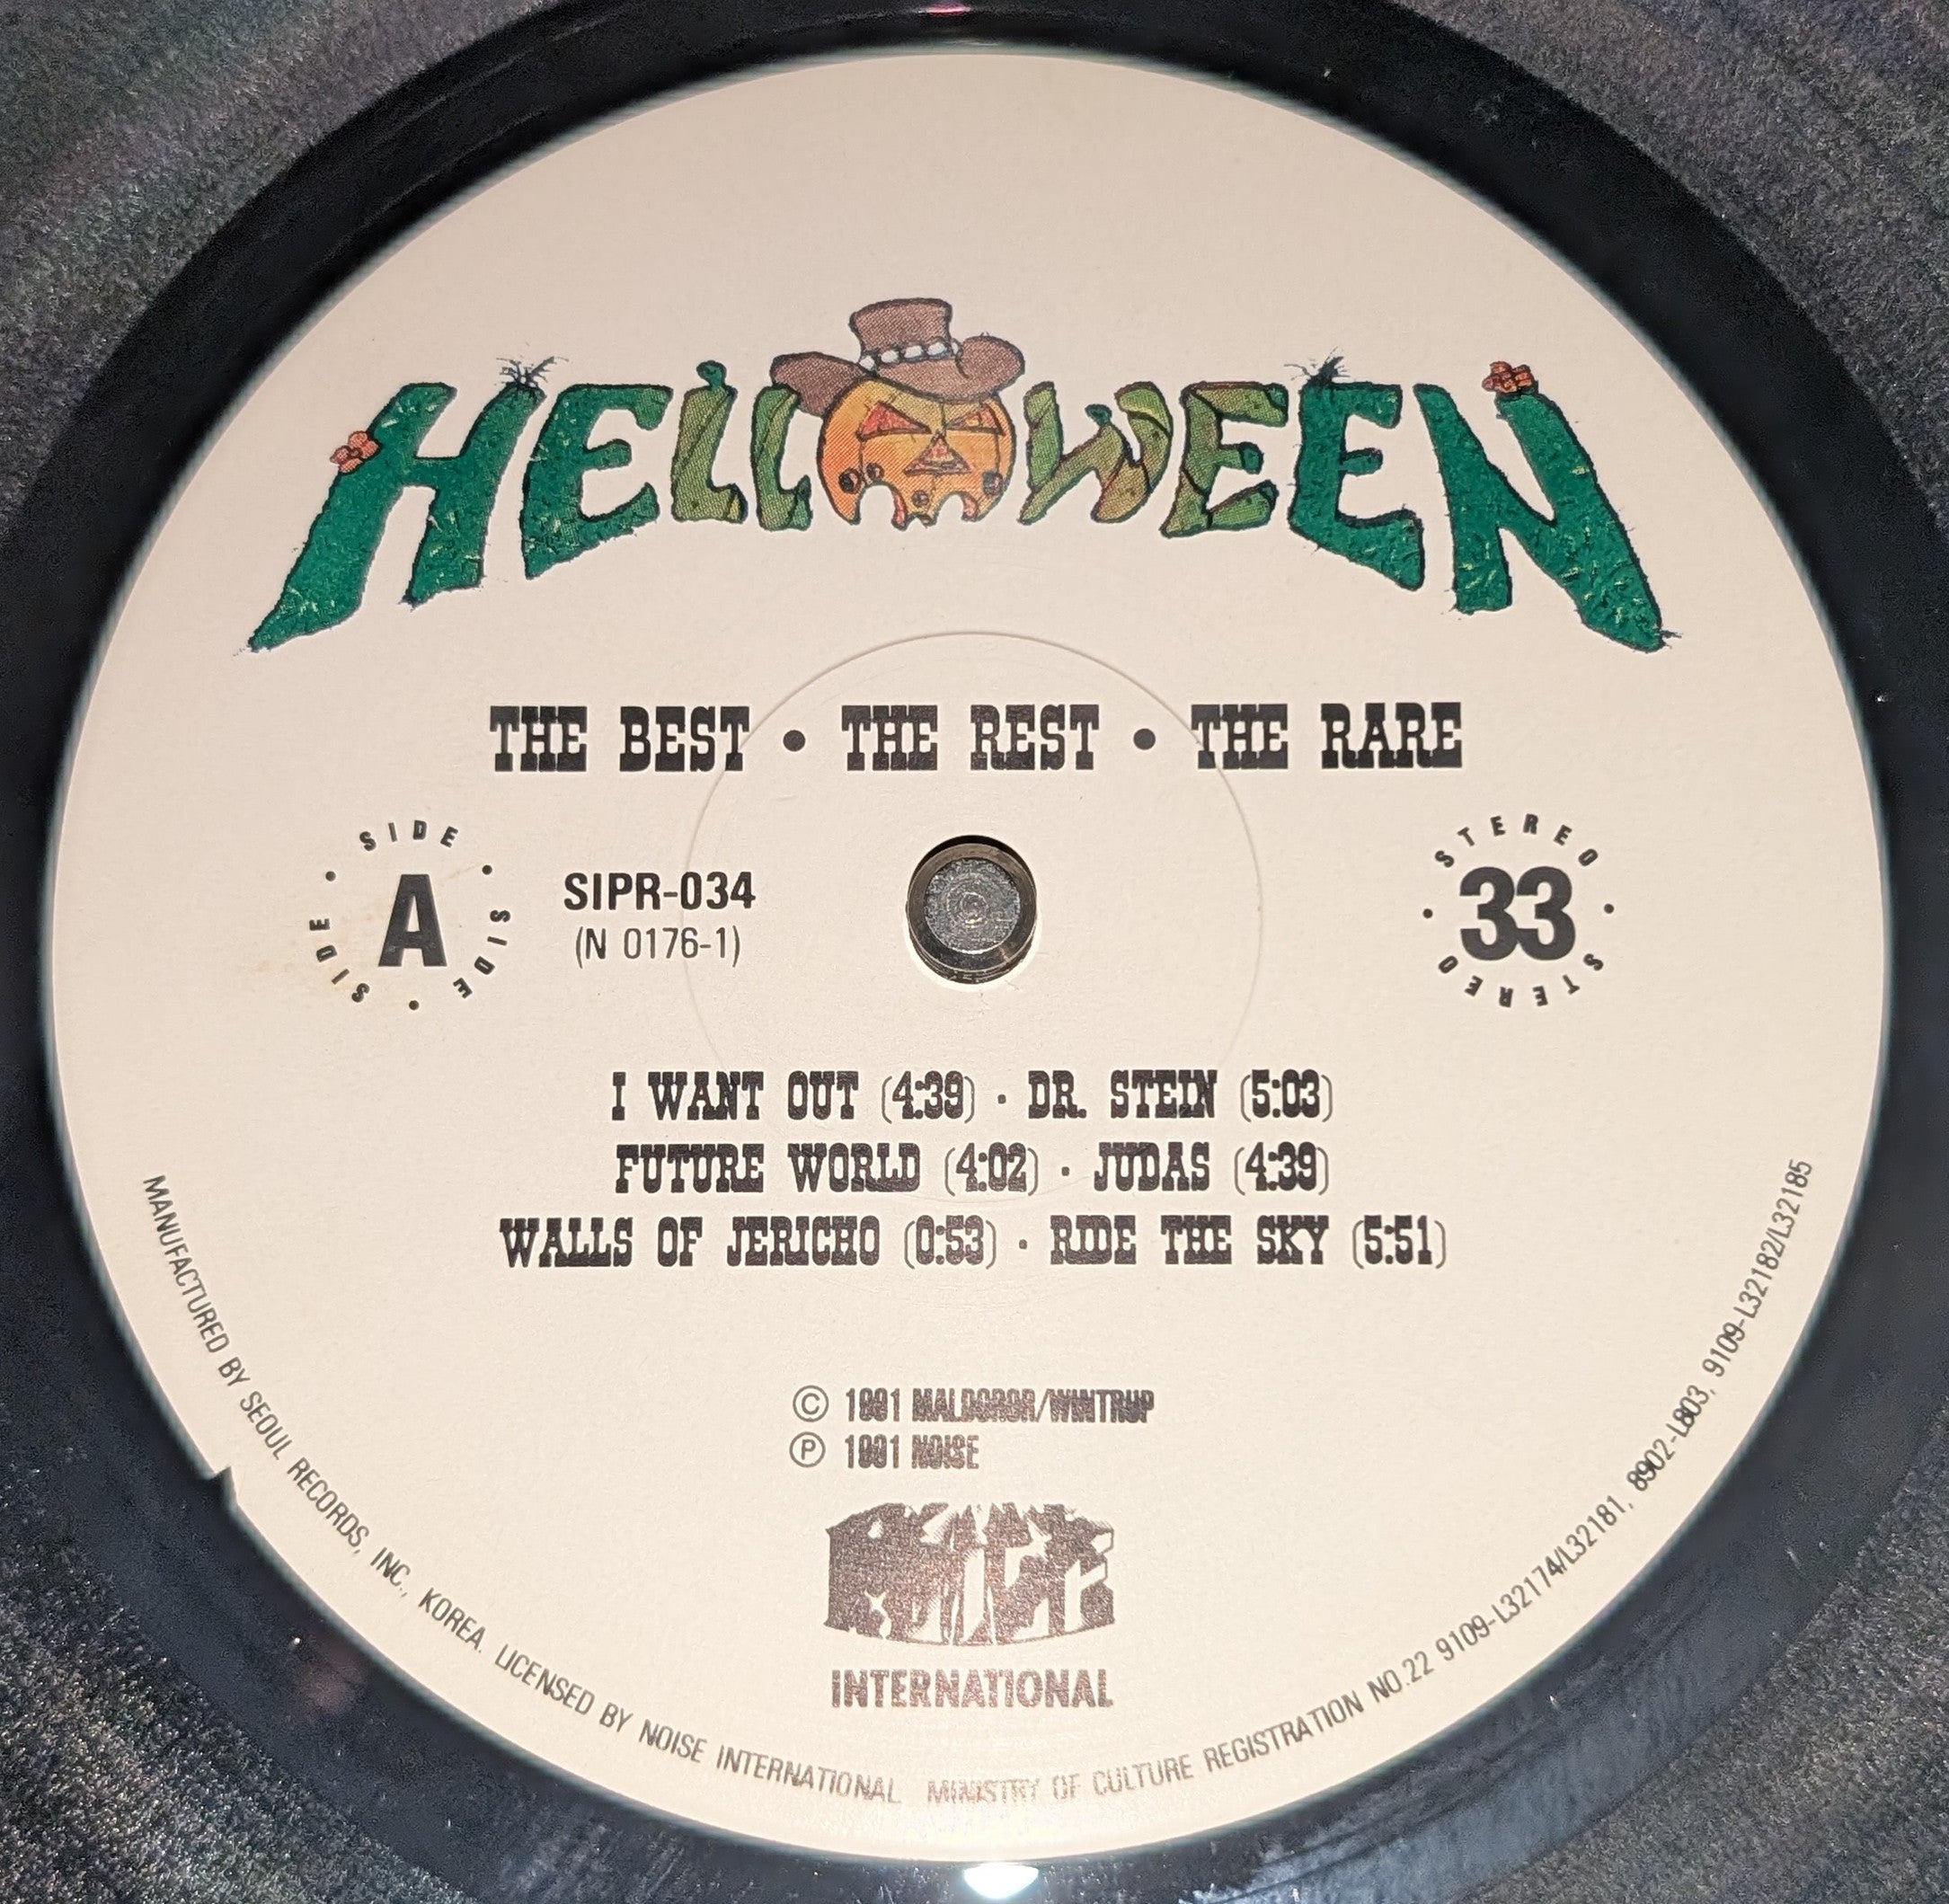 HELLOWEEN
THE BEST • THE REST • THE RARE
SIDE • SIDE • SIDE •
A
SIPR-034
(N 0176-1)
STEREO • STEREO •
33
I WANT OUT (4:39) · DR. STEIN (5:03)
FUTURE WORLD (4:02) · JUDAS (4:39)
WALLS OF JERICHO (0:53) · RIDE THE SKY (5:51)
© 1991 MALDOROR/WINTRUP
℗ 1991 NOISE
NOISE
INTERNATIONAL
MANUFACTURED BY SEOUL RECORDS, INC., KOREA. LICENSED BY NOISE INTERNATIONAL MINISTRY OF CULTURE REGISTRATION NO.22 9109-L32174/L32181, 8902-L803, 9109-L32182/L32185